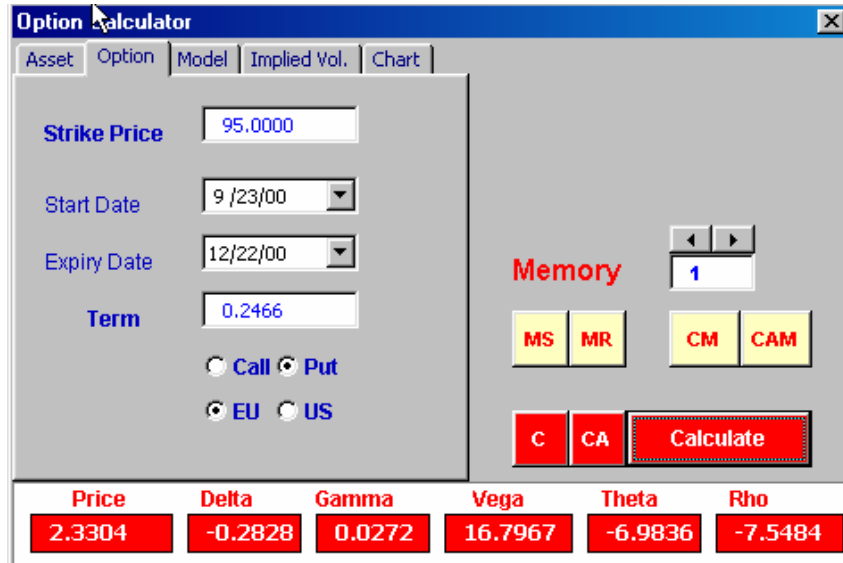 Option Calculator
Asset Option Model Implied Vol. Chart
Strike Price 95.0000
Start Date 9 /23/00
Expiry Date 12/22/00
Term 0.2466
Call Put
EU US
Memory 1
MS MR CM CAM
C CA Calculate
Price Delta Gamma Vega Theta Rho
2.3304 -0.2828 0.0272 16.7967 -6.9836 -7.5484